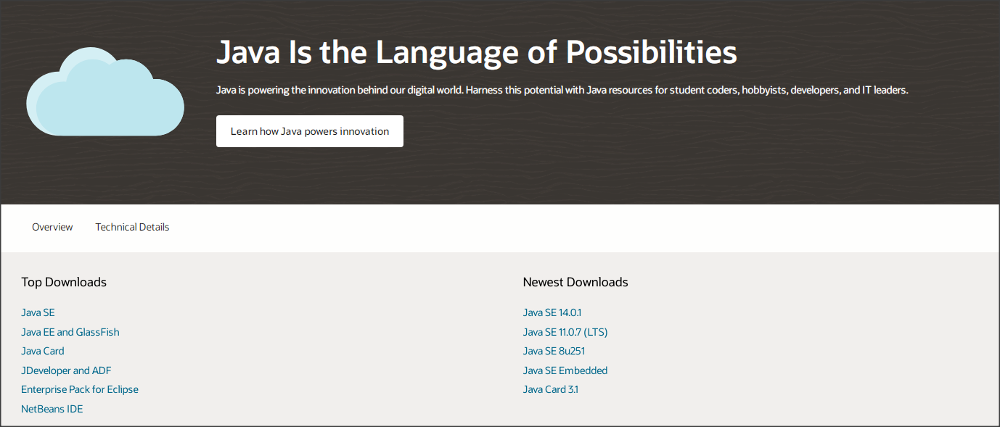 Java Is the Language of Possibilities
Java is powering the innovation behind our digital world. Harness this potential with Java resources for student coders, hobbyists, developers, and IT leaders.
Learn how Java powers innovation
Overview
Technical Details
Top Downloads
Java SE
Java EE and GlassFish
Java Card
JDeveloper and ADF
Enterprise Pack for Eclipse
NetBeans IDE
Newest Downloads
Java SE 14.0.1
Java SE 11.0.7 (LTS)
Java SE 8u251
Java SE Embedded
Java Card 3.1